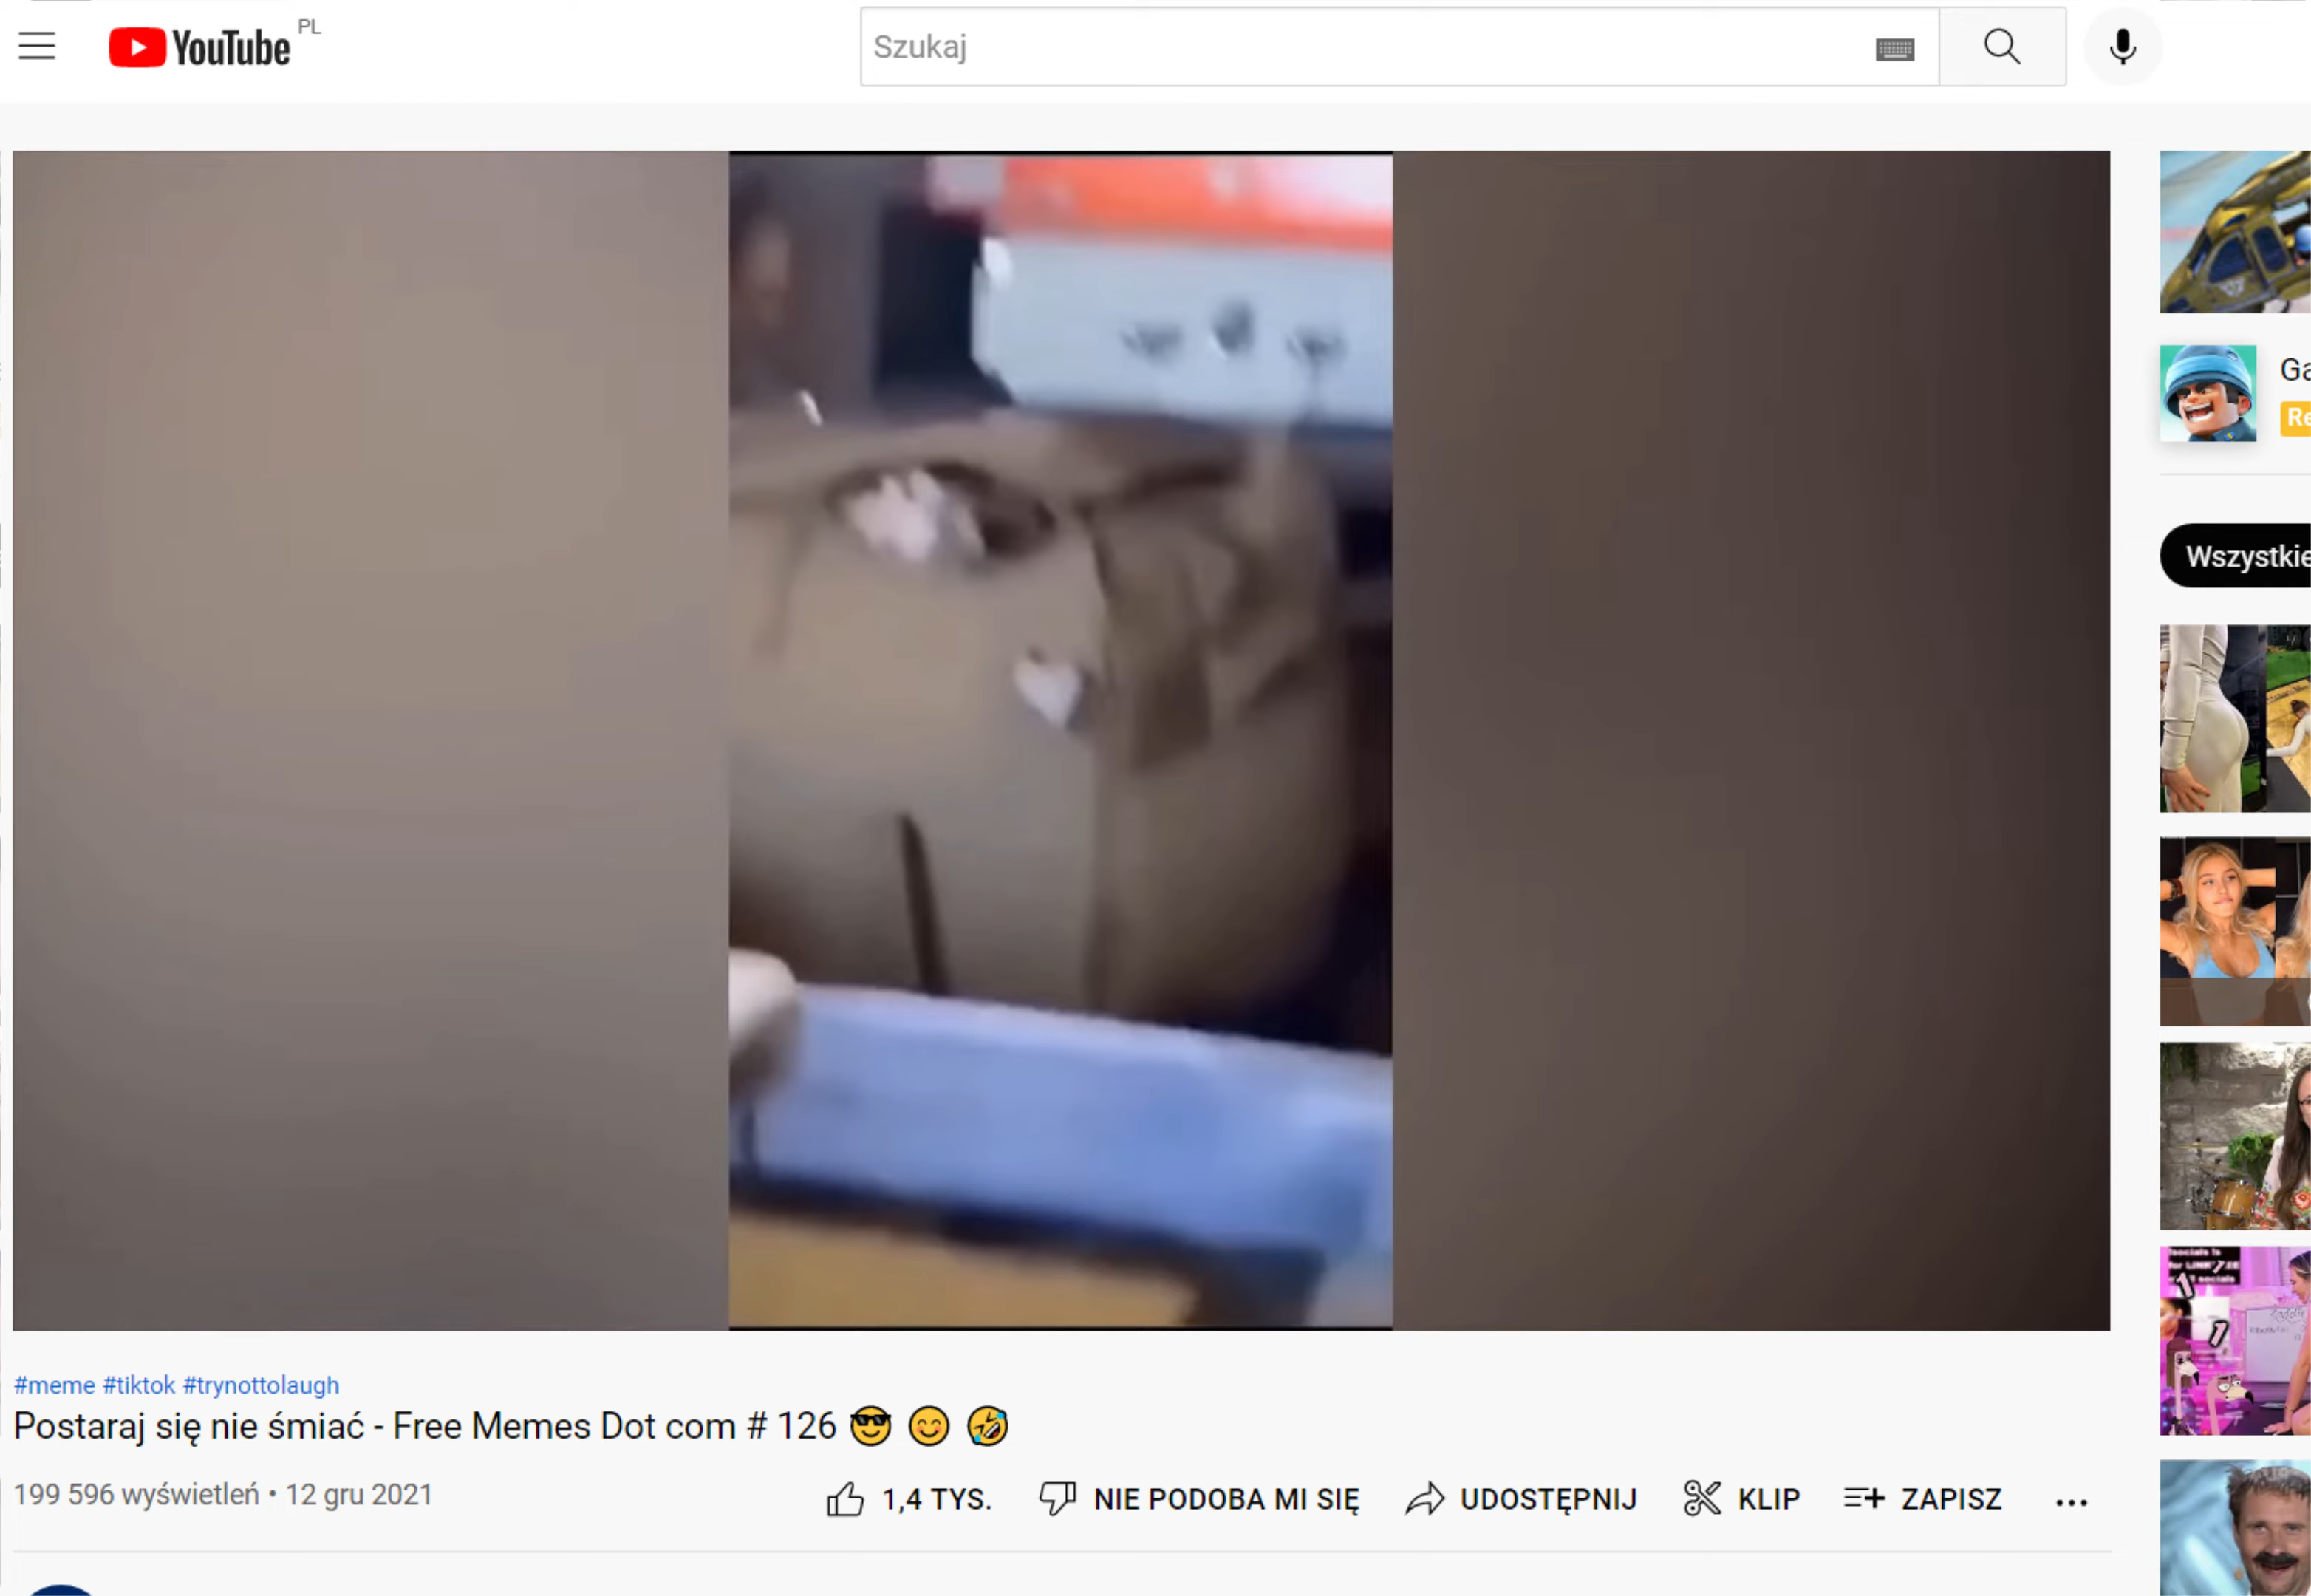 YouTube PL
Szukaj
Ga
Re
Wszystkie
#meme #tiktok #trynottolaugh
Postaraj się nie śmiać - Free Memes Dot com # 126 😎 😊 🤣
199 596 wyświetleń • 12 gru 2021
1,4 TYS. NIE PODOBA MI SIĘ UDOSTĘPNIJ KLIP ZAPISZ